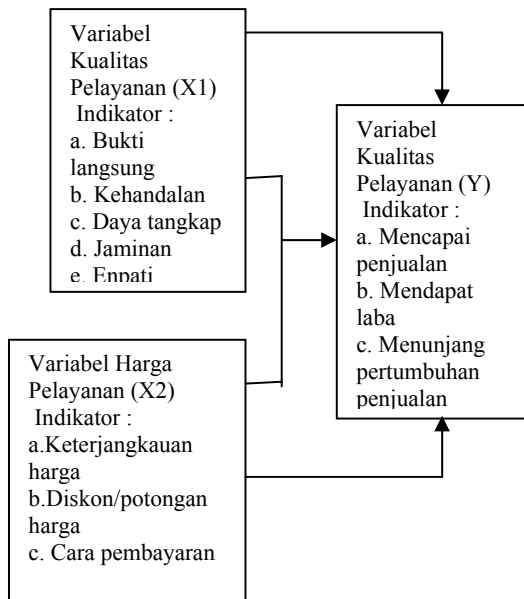 Variabel
Kualitas
Pelayanan (X1)
Indikator :
a. Bukti
langsung
b. Kehandalan
c. Daya tangkap
d. Jaminan
e. Enpati
Variabel
Kualitas
Pelayanan (Y)
Indikator :
a. Mencapai
penjualan
b. Mendapat
laba
c. Menunjang
pertumbuhan
penjualan
Variabel Harga
Pelayanan (X2)
Indikator :
a.Keterjangkauan
harga
b.Diskon/potongan
harga
c. Cara pembayaran